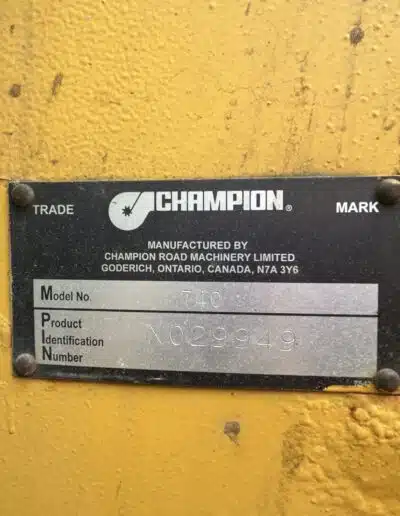 TRADE CHAMPION® MARK
MANUFACTURED BY
CHAMPION ROAD MACHINERY LIMITED
GODERICH, ONTARIO, CANADA, N7A 3Y6
Model No. 740
Product
Identification X029949
Number